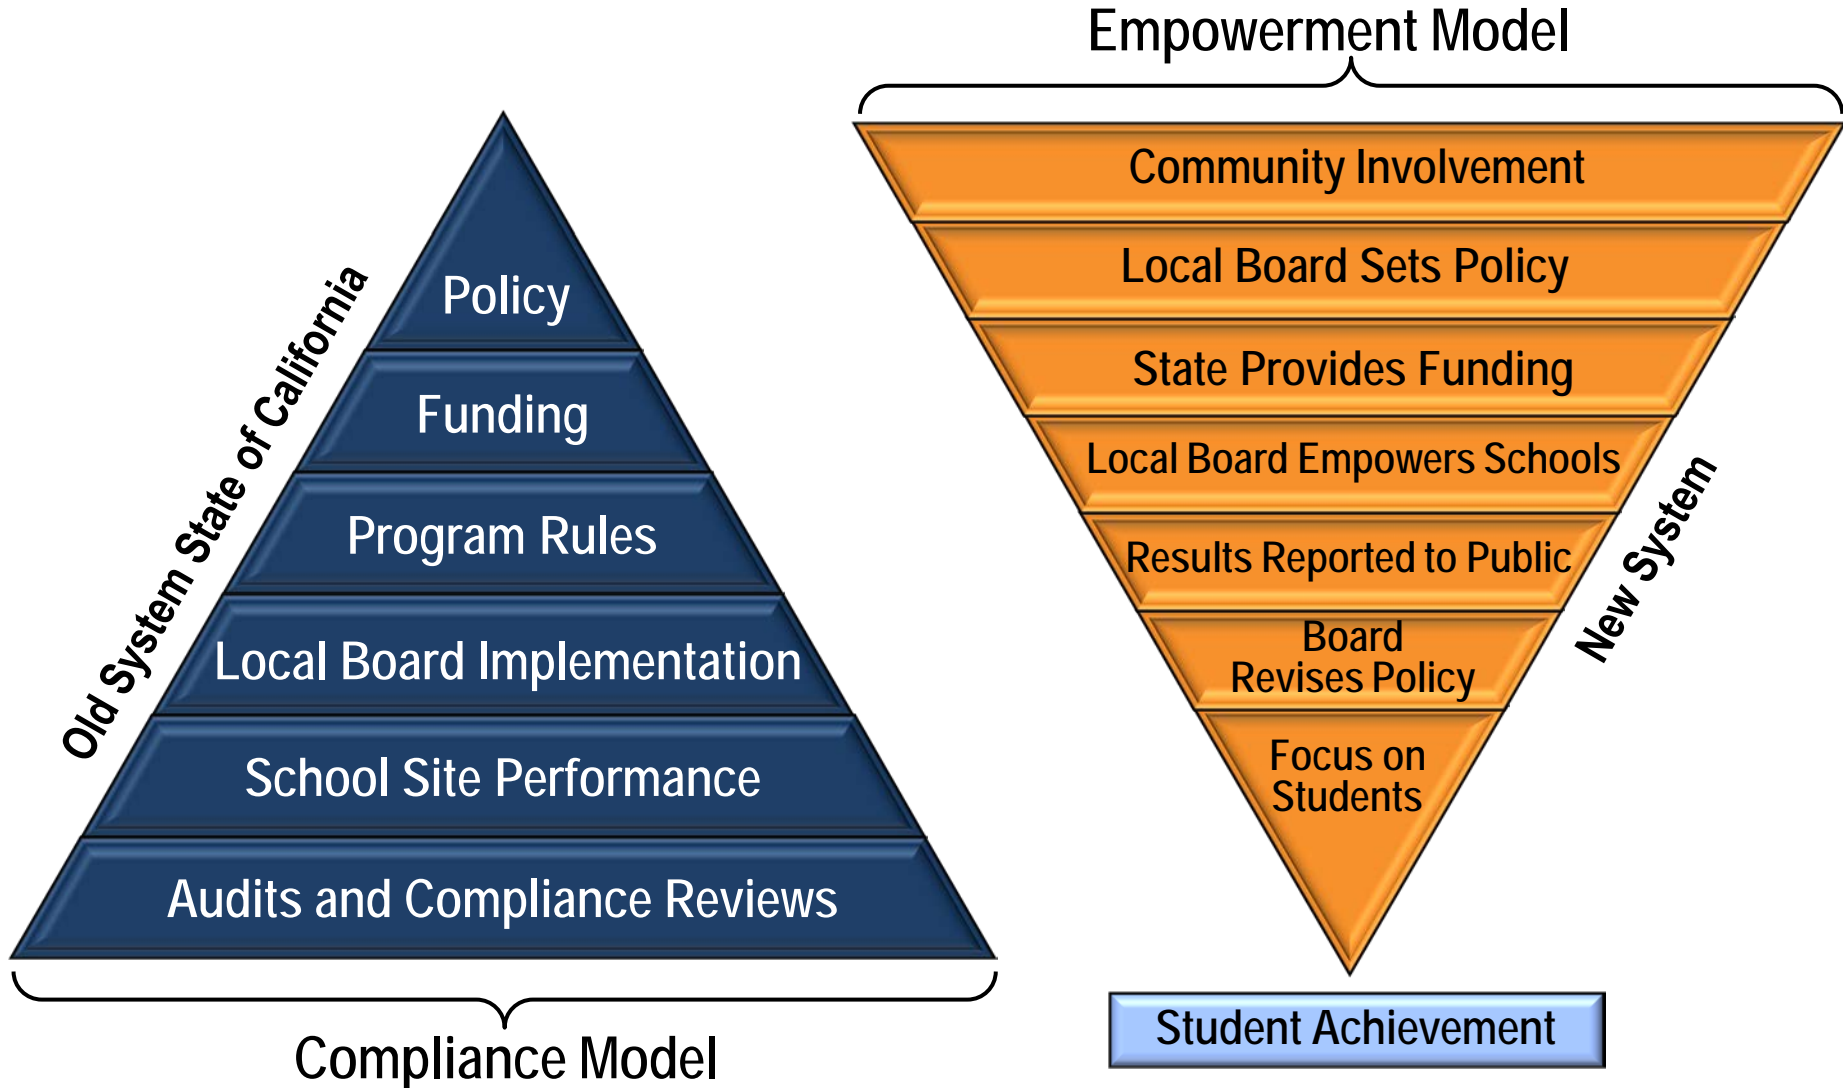 Empowerment Model
Old System State of California
Policy
Funding
Program Rules
Local Board Implementation
School Site Performance
Audits and Compliance Reviews
Compliance Model
Community Involvement
Local Board Sets Policy
State Provides Funding
Local Board Empowers Schools
Results Reported to Public
Board
Revises Policy
Focus on
Students
New System
Student Achievement